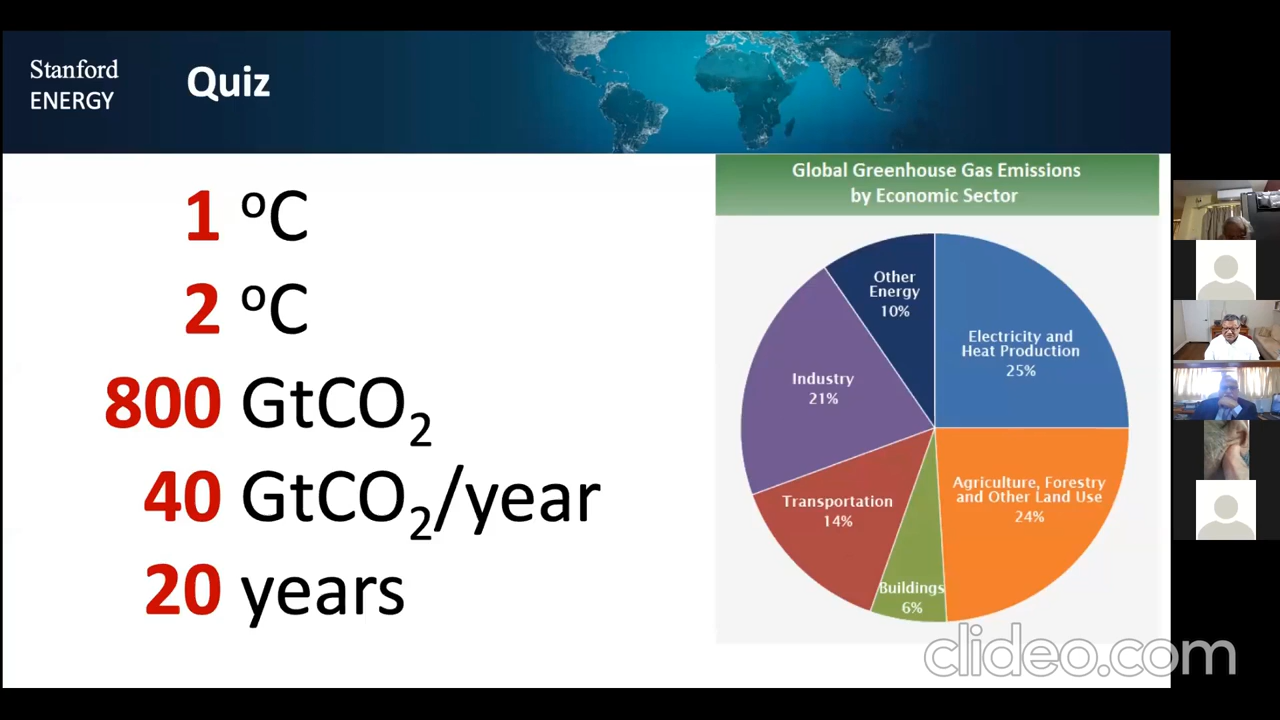 Stanford
ENERGY
Quiz
1 ºC
2 ºC
800 GtCO₂
40 GtCO₂/year
20 years
Global Greenhouse Gas Emissions
by Economic Sector
Other
Energy
10%
Electricity and
Heat Production
25%
Industry
21%
Agriculture, Forestry
and Other Land Use
24%
Transportation
14%
Buildings
6%
clideo.com